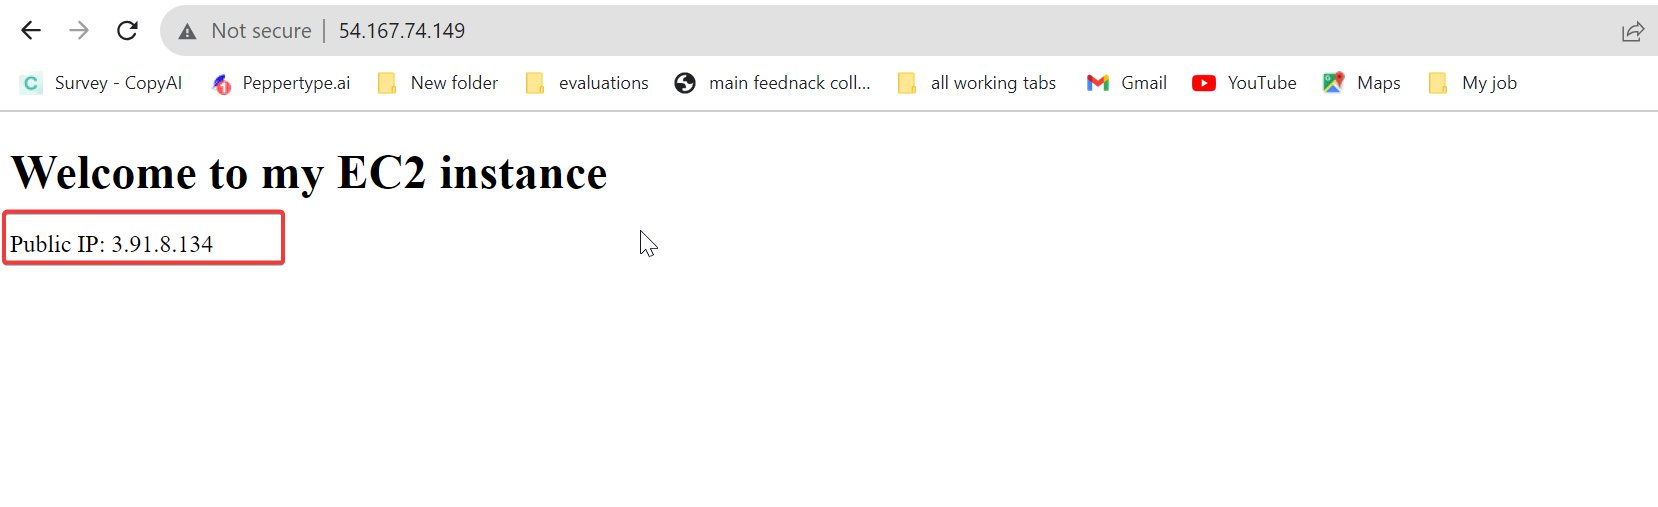 Not secure | 54.167.74.149
C Survey - CopyAI 1 Peppertype.ai New folder evaluations main feednack coll... all working tabs Gmail YouTube Maps My job
Welcome to my EC2 instance
Public IP: 3.91.8.134